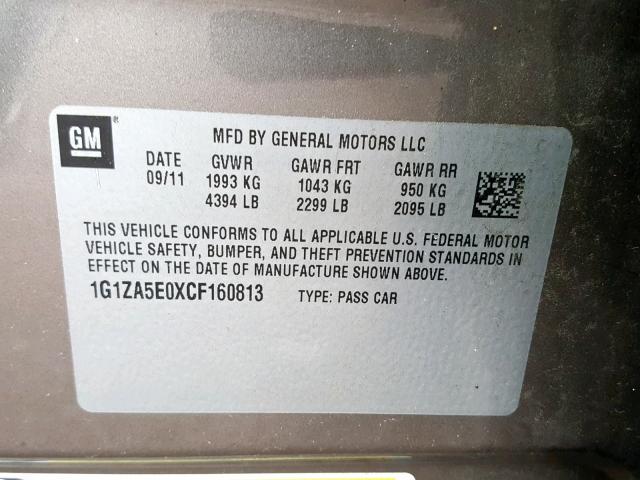 GM ®
MFD BY GENERAL MOTORS LLC
DATE GVWR GAWR FRT GAWR RR
09/11 1993 KG 1043 KG 950 KG
4394 LB 2299 LB 2095 LB
THIS VEHICLE CONFORMS TO ALL APPLICABLE U.S. FEDERAL MOTOR
VEHICLE SAFETY, BUMPER, AND THEFT PREVENTION STANDARDS IN
EFFECT ON THE DATE OF MANUFACTURE SHOWN ABOVE.
1G1ZA5E0XCF160813 TYPE: PASS CAR